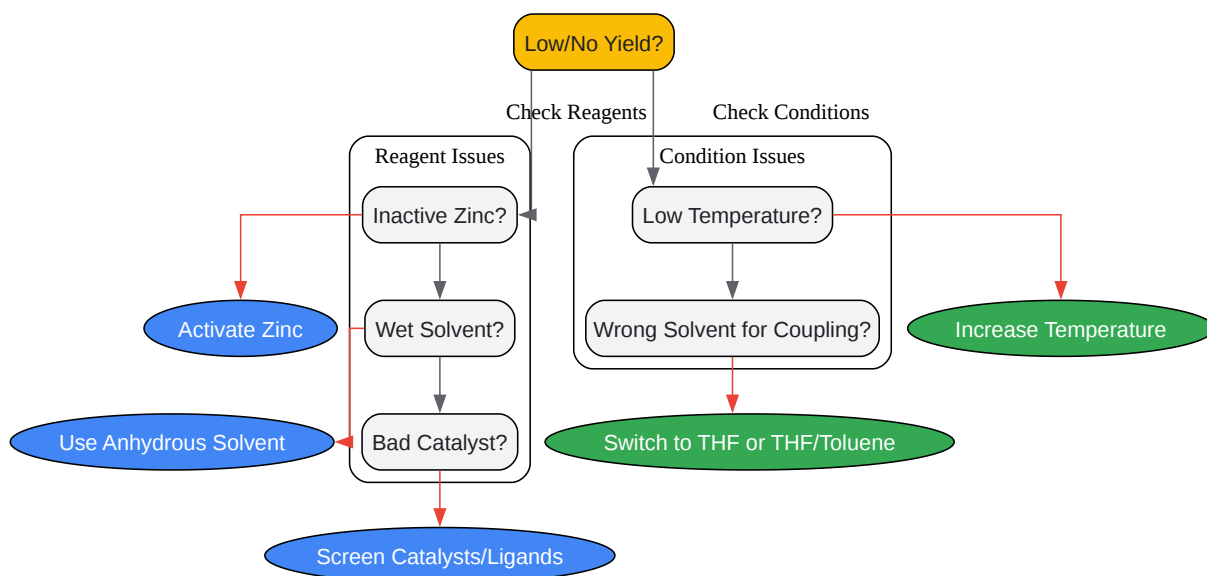 Low/No Yield?
Check Reagents
Check Conditions
Reagent Issues
Condition Issues
Inactive Zinc?
Low Temperature?
Activate Zinc
Wet Solvent?
Wrong Solvent for Coupling?
Increase Temperature
Use Anhydrous Solvent
Bad Catalyst?
Switch to THF or THF/Toluene
Screen Catalysts/Ligands